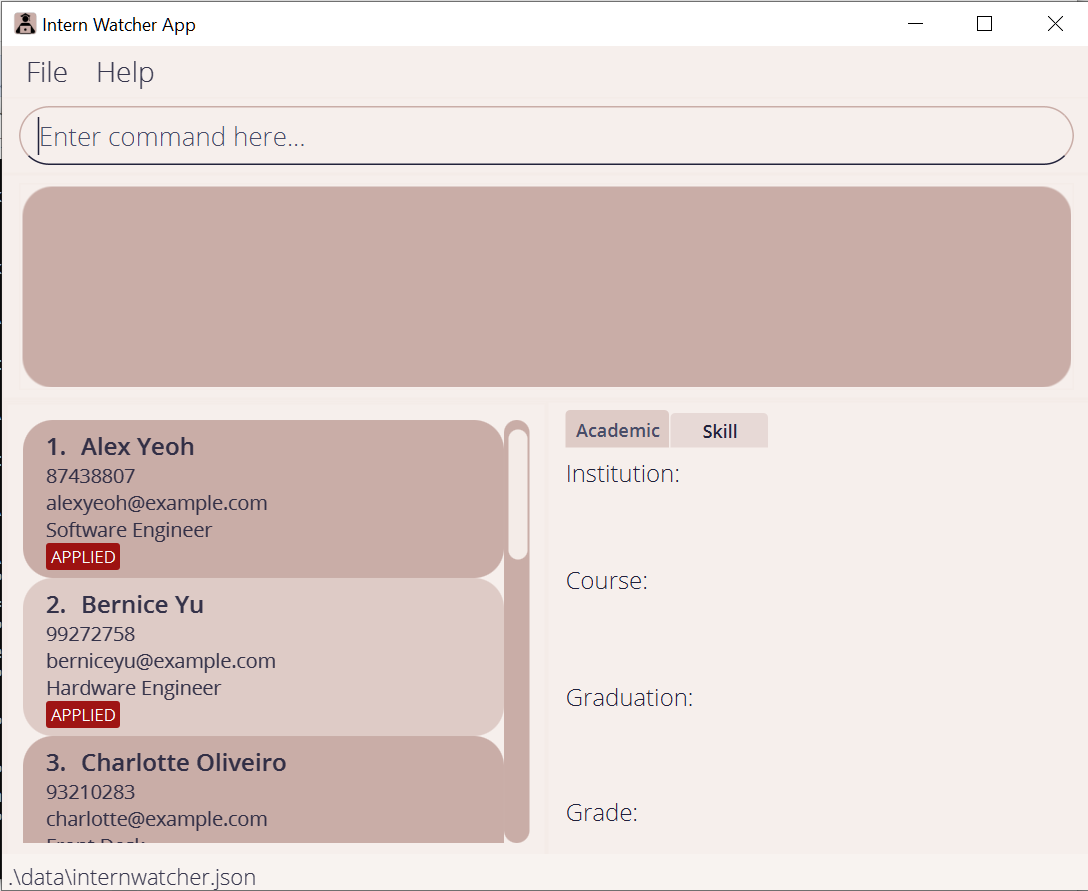 Intern Watcher App
File Help
Enter command here...
1. Alex Yeoh
87438807
alexyeoh@example.com
Software Engineer
APPLIED
2. Bernice Yu
99272758
berniceyu@example.com
Hardware Engineer
APPLIED
3. Charlotte Oliveiro
93210283
charlotte@example.com
Front Desk
Academic Skill
Institution:
Course:
Graduation:
Grade:
.\data\internwatcher.json